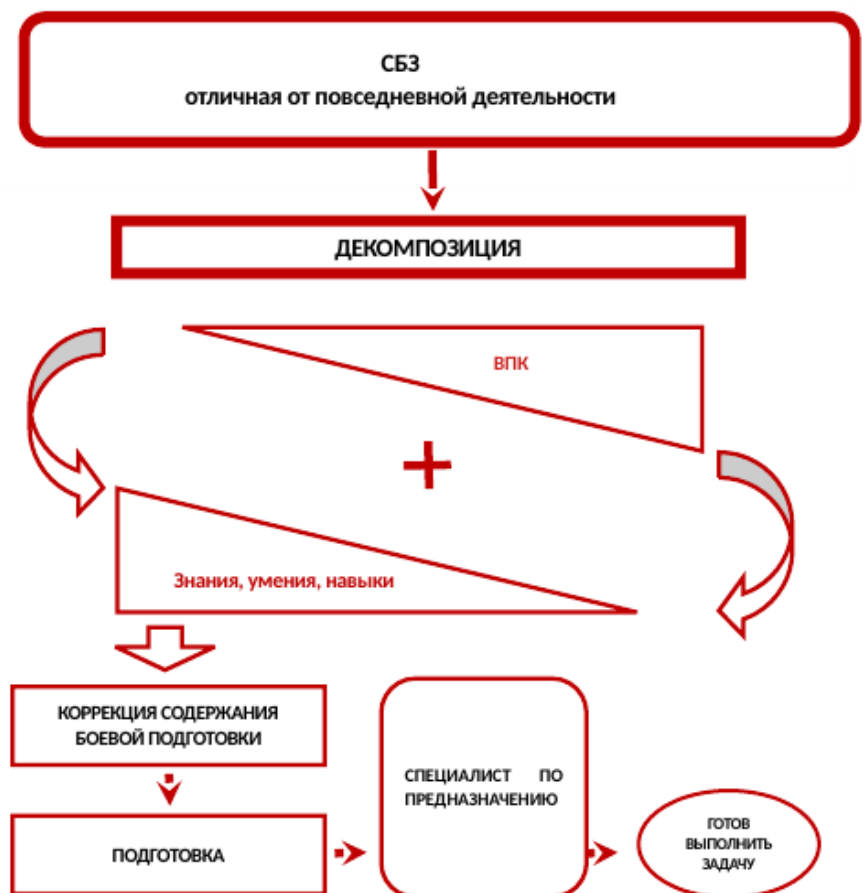 СБЗ
отличная от повседневной деятельности
ДЕКОМПОЗИЦИЯ
ВПК
Знания, умения, навыки
КОРРЕКЦИЯ СОДЕРЖАНИЯ
БОЕВОЙ ПОДГОТОВКИ
ПОДГОТОВКА
СПЕЦИАЛИСТ ПО
ПРЕДНАЗНАЧЕНИЮ
ГОТОВ
ВЫПОЛНИТЬ
ЗАДАЧУ